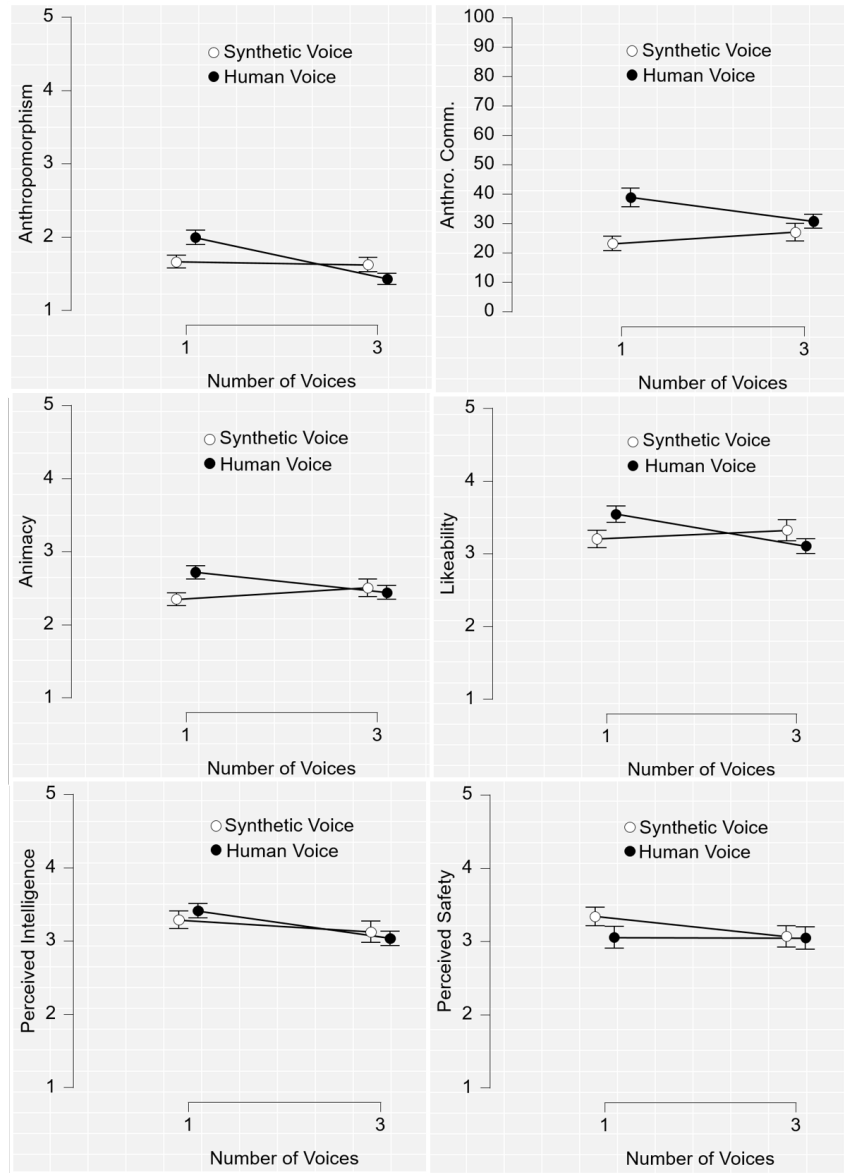 5
4
3
2
1
Anthropomorphism
Synthetic Voice
Human Voice
1
3
Number of Voices
100
90
80
70
60
50
40
30
20
10
0
Anthro. Comm.
Synthetic Voice
Human Voice
1
3
Number of Voices
5
4
3
2
1
Animacy
Synthetic Voice
Human Voice
1
3
Number of Voices
5
4
3
2
1
Likeability
Synthetic Voice
Human Voice
1
3
Number of Voices
5
4
3
2
1
Perceived Intelligence
Synthetic Voice
Human Voice
1
3
Number of Voices
5
4
3
2
1
Perceived Safety
Synthetic Voice
Human Voice
1
3
Number of Voices